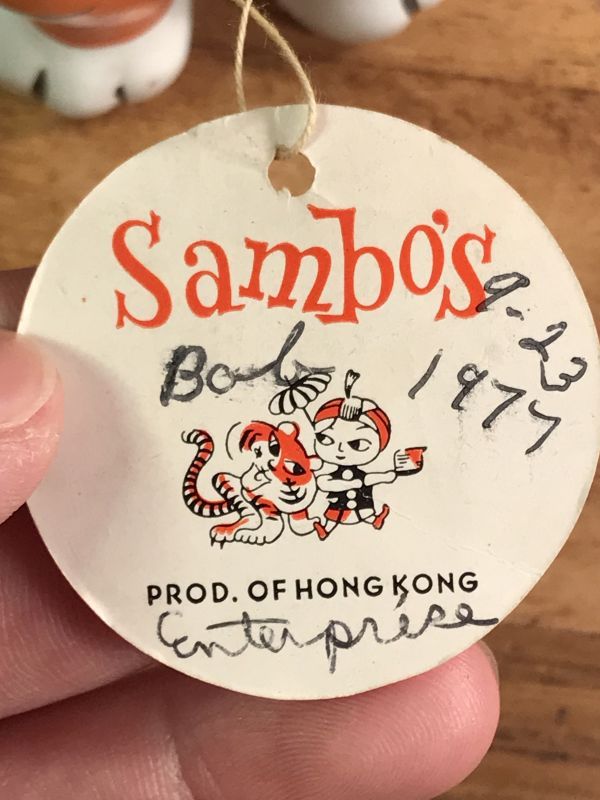 Sambo's
9-23
Bob 1977
PROD. OF HONG KONG
Enterprise